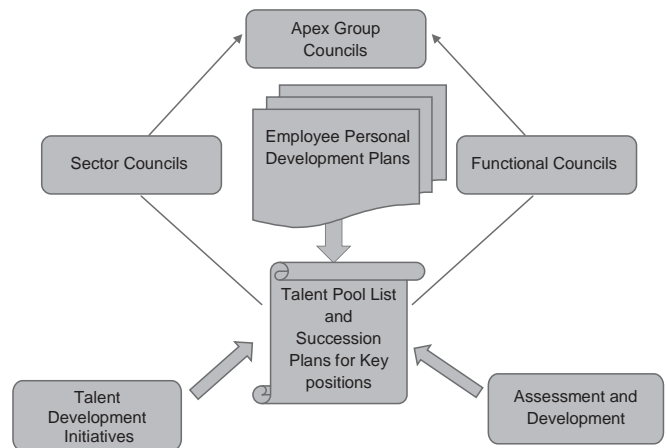 Apex Group
Councils
Employee Personal
Development Plans
Sector Councils
Functional Councils
Talent Pool List
and
Succession
Plans for Key
positions
Talent
Development
Initiatives
Assessment and
Development